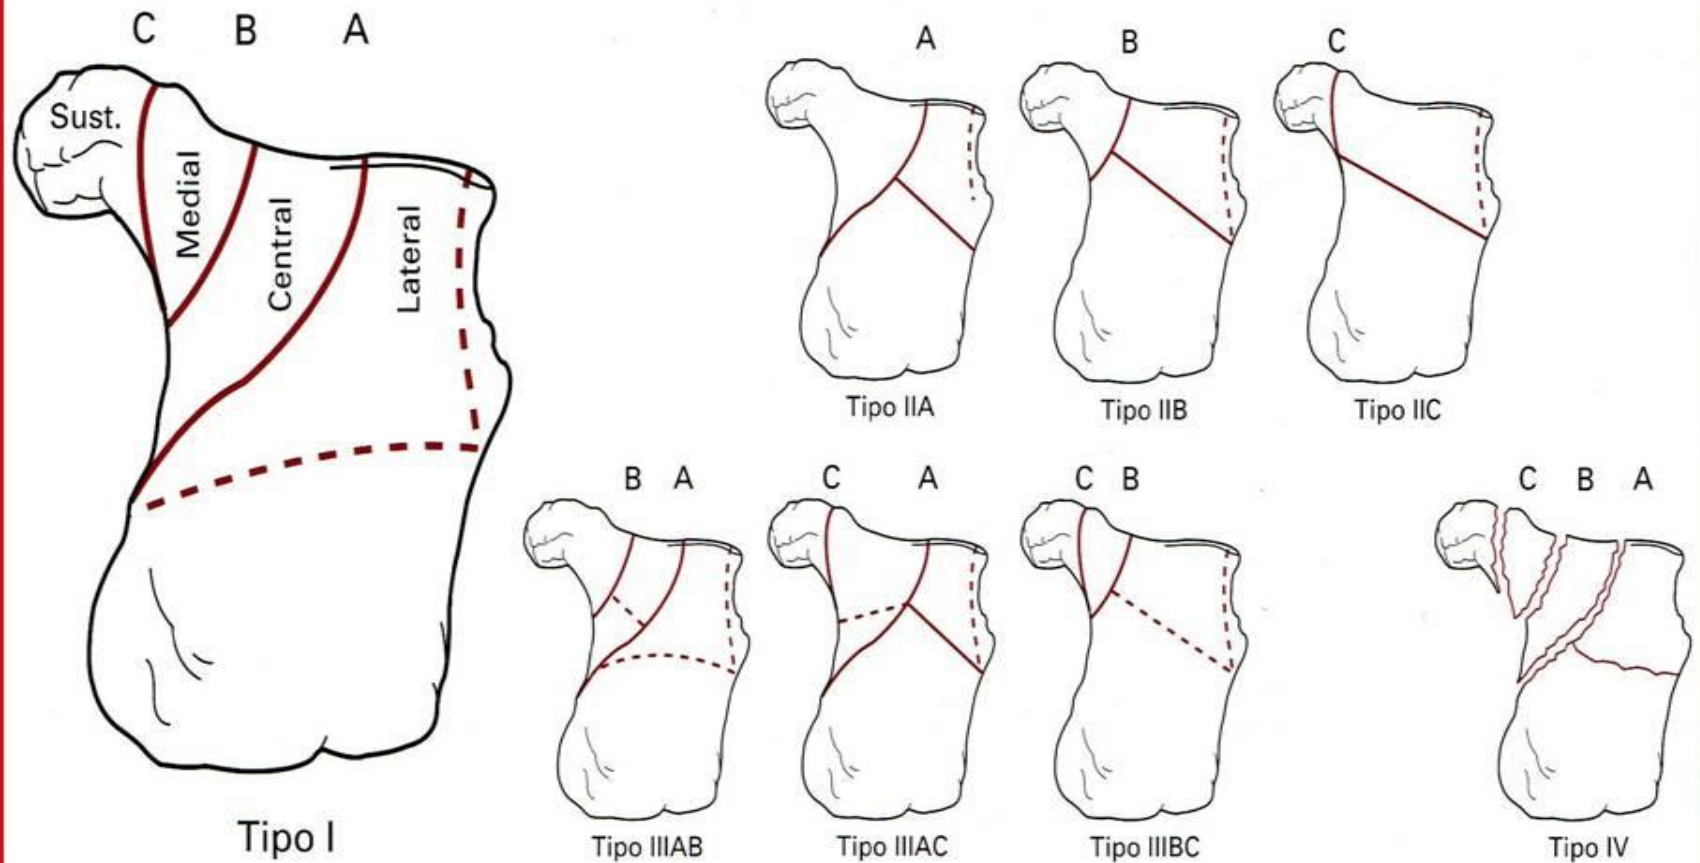 C B A
Sust.
Medial
Central
Lateral
Tipo I
A
Tipo IIA
B
Tipo IIB
C
Tipo IIC
B A
Tipo IIIAB
C A
Tipo IIIAC
C B
Tipo IIIBC
C B A
Tipo IV